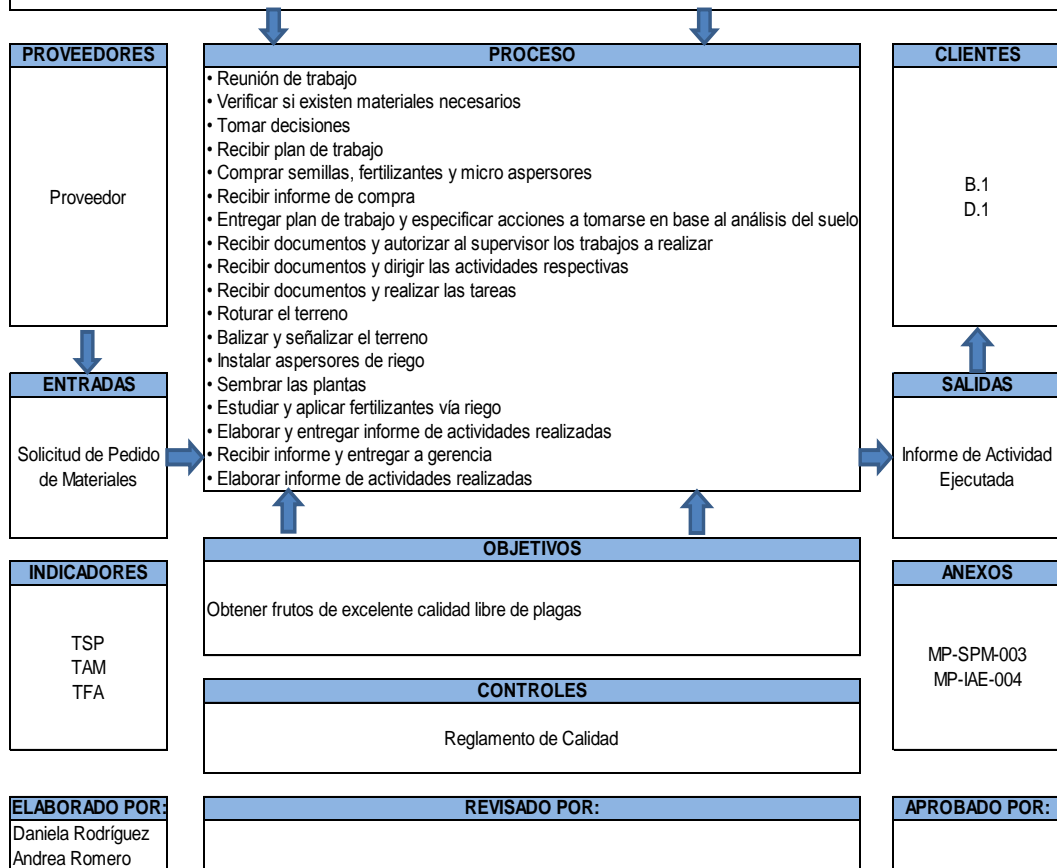 PROVEEDORES
Proveedor
PROCESO
• Reunión de trabajo
• Verificar si existen materiales necesarios
• Tomar decisiones
• Recibir plan de trabajo
• Comprar semillas, fertilizantes y micro aspersores
• Recibir informe de compra
• Entregar plan de trabajo y especificar acciones a tomarse en base al análisis del suelo
• Recibir documentos y autorizar al supervisor los trabajos a realizar
• Recibir documentos y dirigir las actividades respectivas
• Recibir documentos y realizar las tareas
• Roturar el terreno
• Balizar y señalizar el terreno
• Instalar aspersores de riego
• Sembrar las plantas
• Estudiar y aplicar fertilizantes vía riego
• Elaborar y entregar informe de actividades realizadas
• Recibir informe y entregar a gerencia
• Elaborar informe de actividades realizadas
CLIENTES
B.1
D.1
ENTRADAS
Solicitud de Pedido
de Materiales
SALIDAS
Informe de Actividad
Ejecutada
OBJETIVOS
Obtener frutos de excelente calidad libre de plagas
INDICADORES
TSP
TAM
TFA
CONTROLES
Reglamento de Calidad
ANEXOS
MP-SPM-003
MP-IAE-004
ELABORADO POR:
Daniela Rodríguez
Andrea Romero
REVISADO POR:
APROBADO POR: